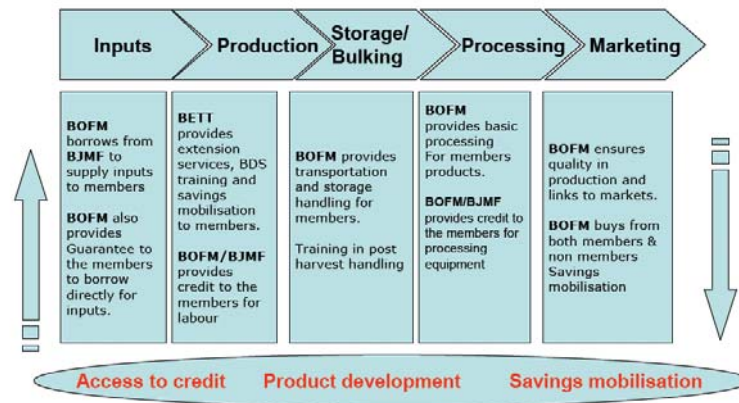 Inputs
Production
Storage/
Bulking
Processing
Marketing
BOFM
borrows from
BJMF to
supply inputs
to members
BOFM also
provides
Guarantee to
the members
to borrow
directly for
inputs.
BETT
provides
extension
services, BDS
training and
savings
mobilisation
to members.
BOFM/BJMF
provides
credit to the
members for
labour
BOFM provides
transportation
and storage
handling for
members.
Training in post
harvest handling
BOFM
provides basic
processing
For members
products.
BOFM/BJMF
provides credit to
the members for
processing
equipment
BOFM ensures
quality in
production and
links to markets.
BOFM buys from
both members &
non members
Savings
mobilisation
Access to credit
Product development
Savings mobilisation